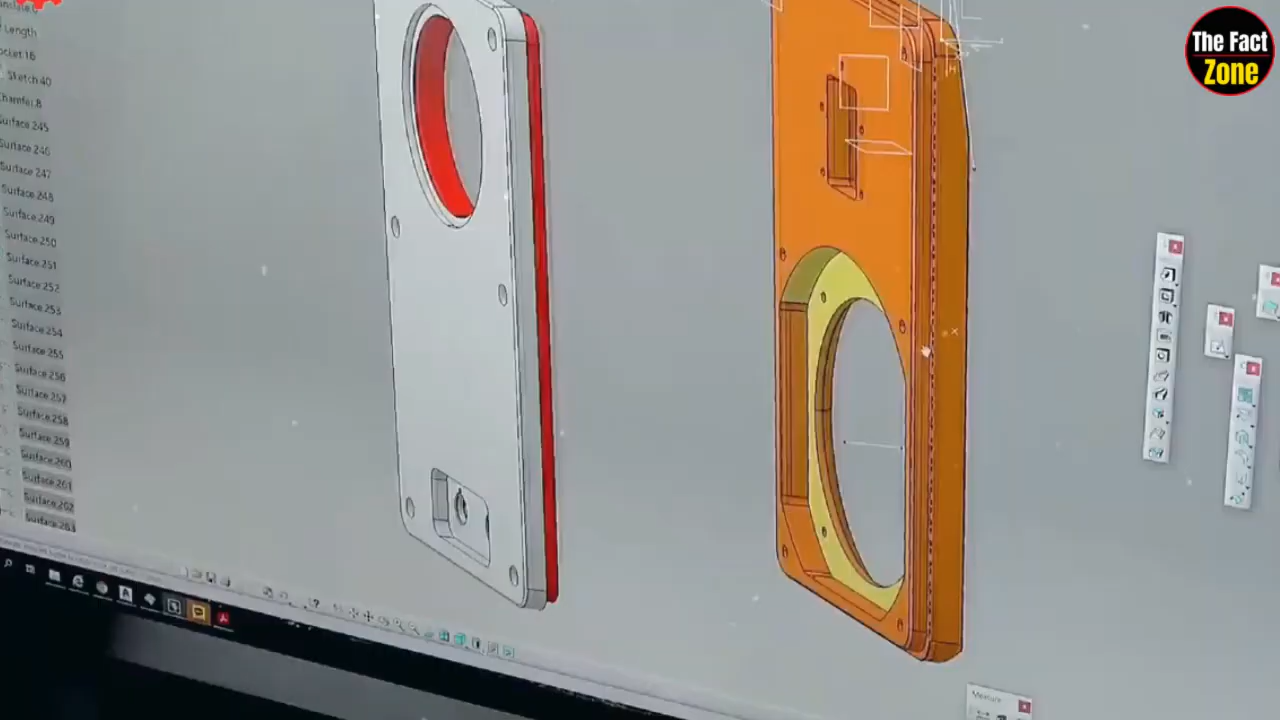 The Fact
Zone
Length
ocket.16
Sketch.40
Chamfer.8
Surface.245
Surface.246
Surface.247
Surface.248
Surface.249
Surface.250
Surface.251
Surface.252
Surface.253
Surface.254
Surface.255
Surface.256
Surface.257
Surface.258
Surface.259
Surface.260
Surface.261
Surface.262
Surface.263